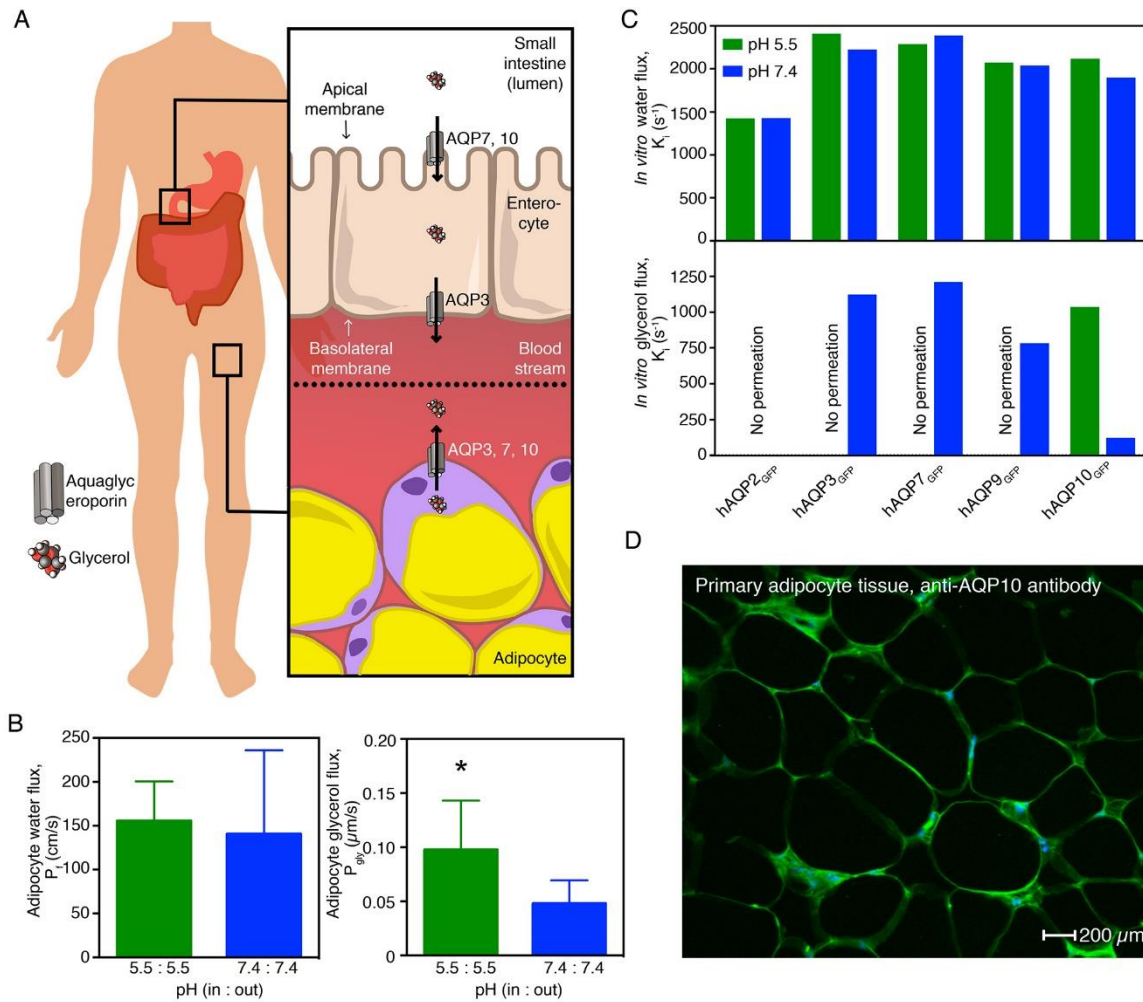 A
Small
intestine
(lumen)
Apical
membrane
AQP7, 10
Entero-
cyte
AQP3
Basolateral
membrane
Blood
stream
AQP3, 7, 10
Adipocyte
Aquaglyc
eroporin
Glycerol
B
Adipocyte water flux,
P_f (cm/s)
250
200
150
100
50
0
5.5 : 5.5
7.4 : 7.4
pH (in : out)
Adipocyte glycerol flux,
P_gly (µm/s)
0.20
0.15
0.10
0.05
0
*
5.5 : 5.5
7.4 : 7.4
pH (in : out)
C
In vitro water flux,
K_i (s⁻¹)
2500
2000
1500
1000
500
0
pH 5.5
pH 7.4
In vitro glycerol flux,
K_i (s⁻¹)
1250
1000
750
500
250
0
No permeation
No permeation
No permeation
No permeation
hAQP2_GFP
hAQP3_GFP
hAQP7_GFP
hAQP9_GFP
hAQP10_GFP
D
Primary adipocyte tissue, anti-AQP10 antibody
200 µm